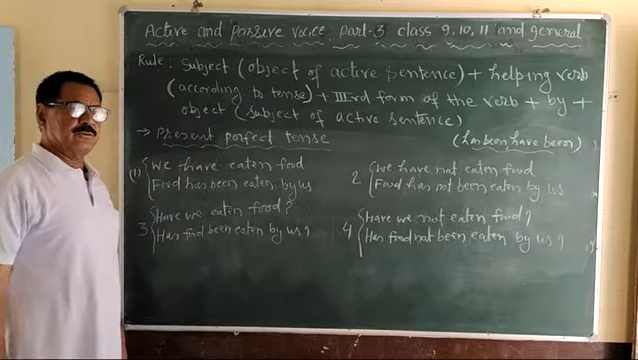 Active and passive voice part-3 class 9,10,11 and general
Rule: Subject (object of active sentence) + helping verb
(according to tense) + IIIrd form of the verb + by +
object (subject of active sentence)
→ Present perfect tense (has been have been)
(1) We have eaten food
Food has been eaten by us
2 We have not eaten food
Food has not been eaten by us
3 Have we eaten food?
Has food been eaten by us?
4 Have we not eaten food?
Has food not been eaten by us?